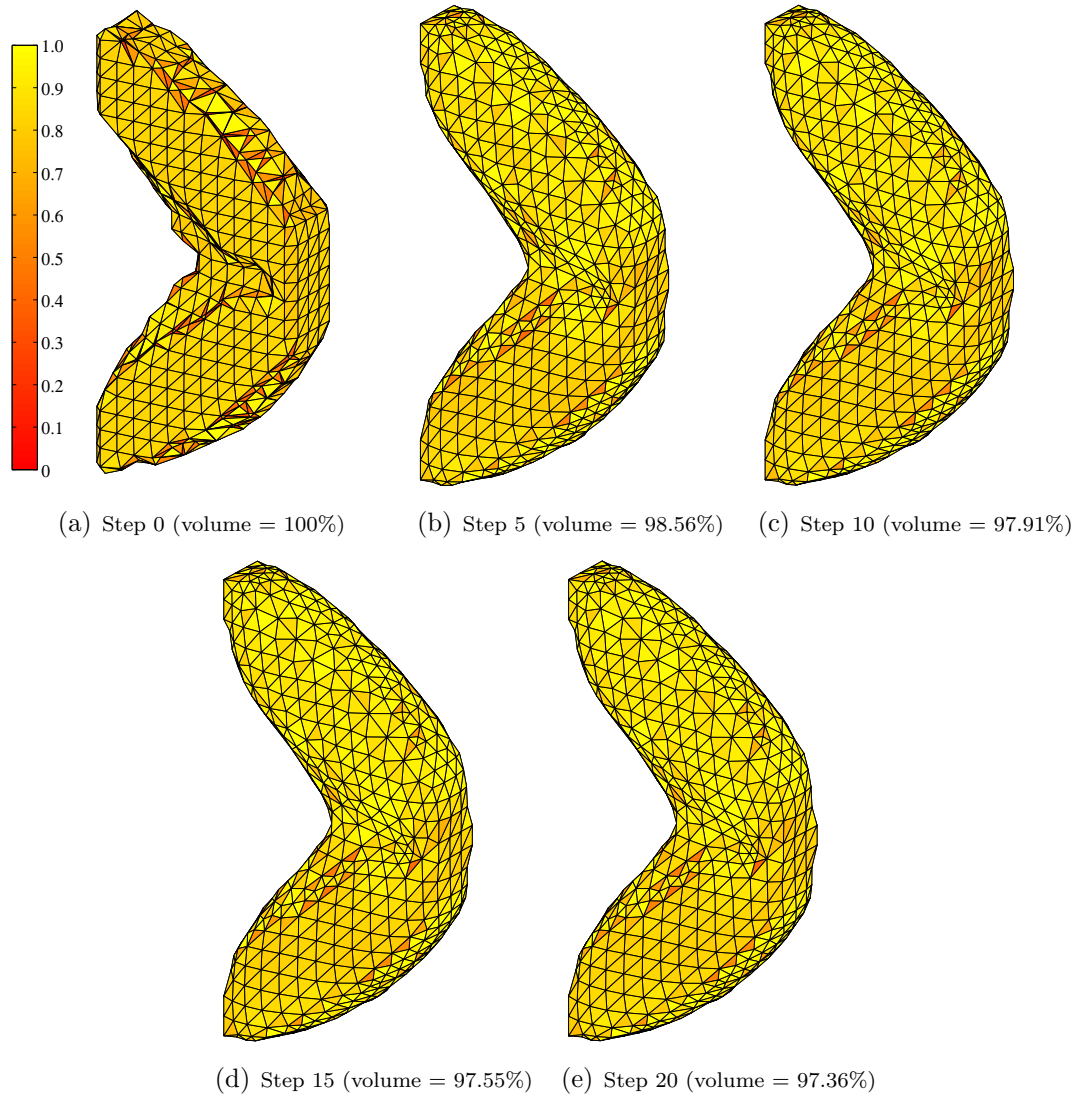 1.0
0.9
0.8
0.7
0.6
0.5
0.4
0.3
0.2
0.1
0
(a) Step 0 (volume = 100%)
(b) Step 5 (volume = 98.56%)
(c) Step 10 (volume = 97.91%)
(d) Step 15 (volume = 97.55%)
(e) Step 20 (volume = 97.36%)